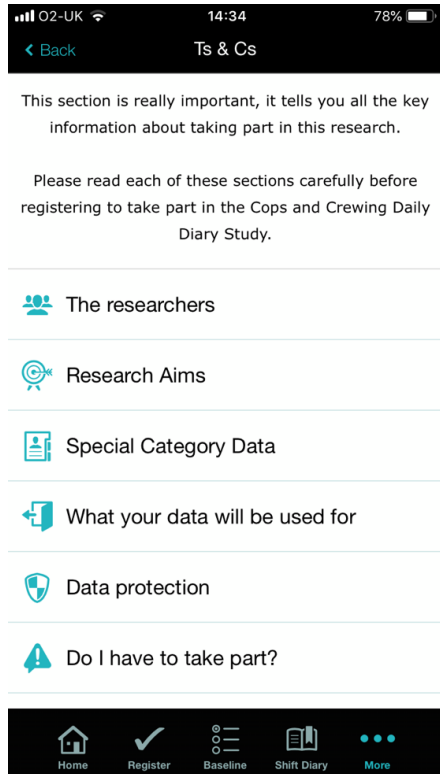 O2-UK 14:34 78%
Back Ts & Cs
This section is really important, it tells you all the key
information about taking part in this research.
Please read each of these sections carefully before
registering to take part in the Cops and Crewing Daily
Diary Study.
The researchers
Research Aims
Special Category Data
What your data will be used for
Data protection
Do I have to take part?
Home Register Baseline Shift Diary More